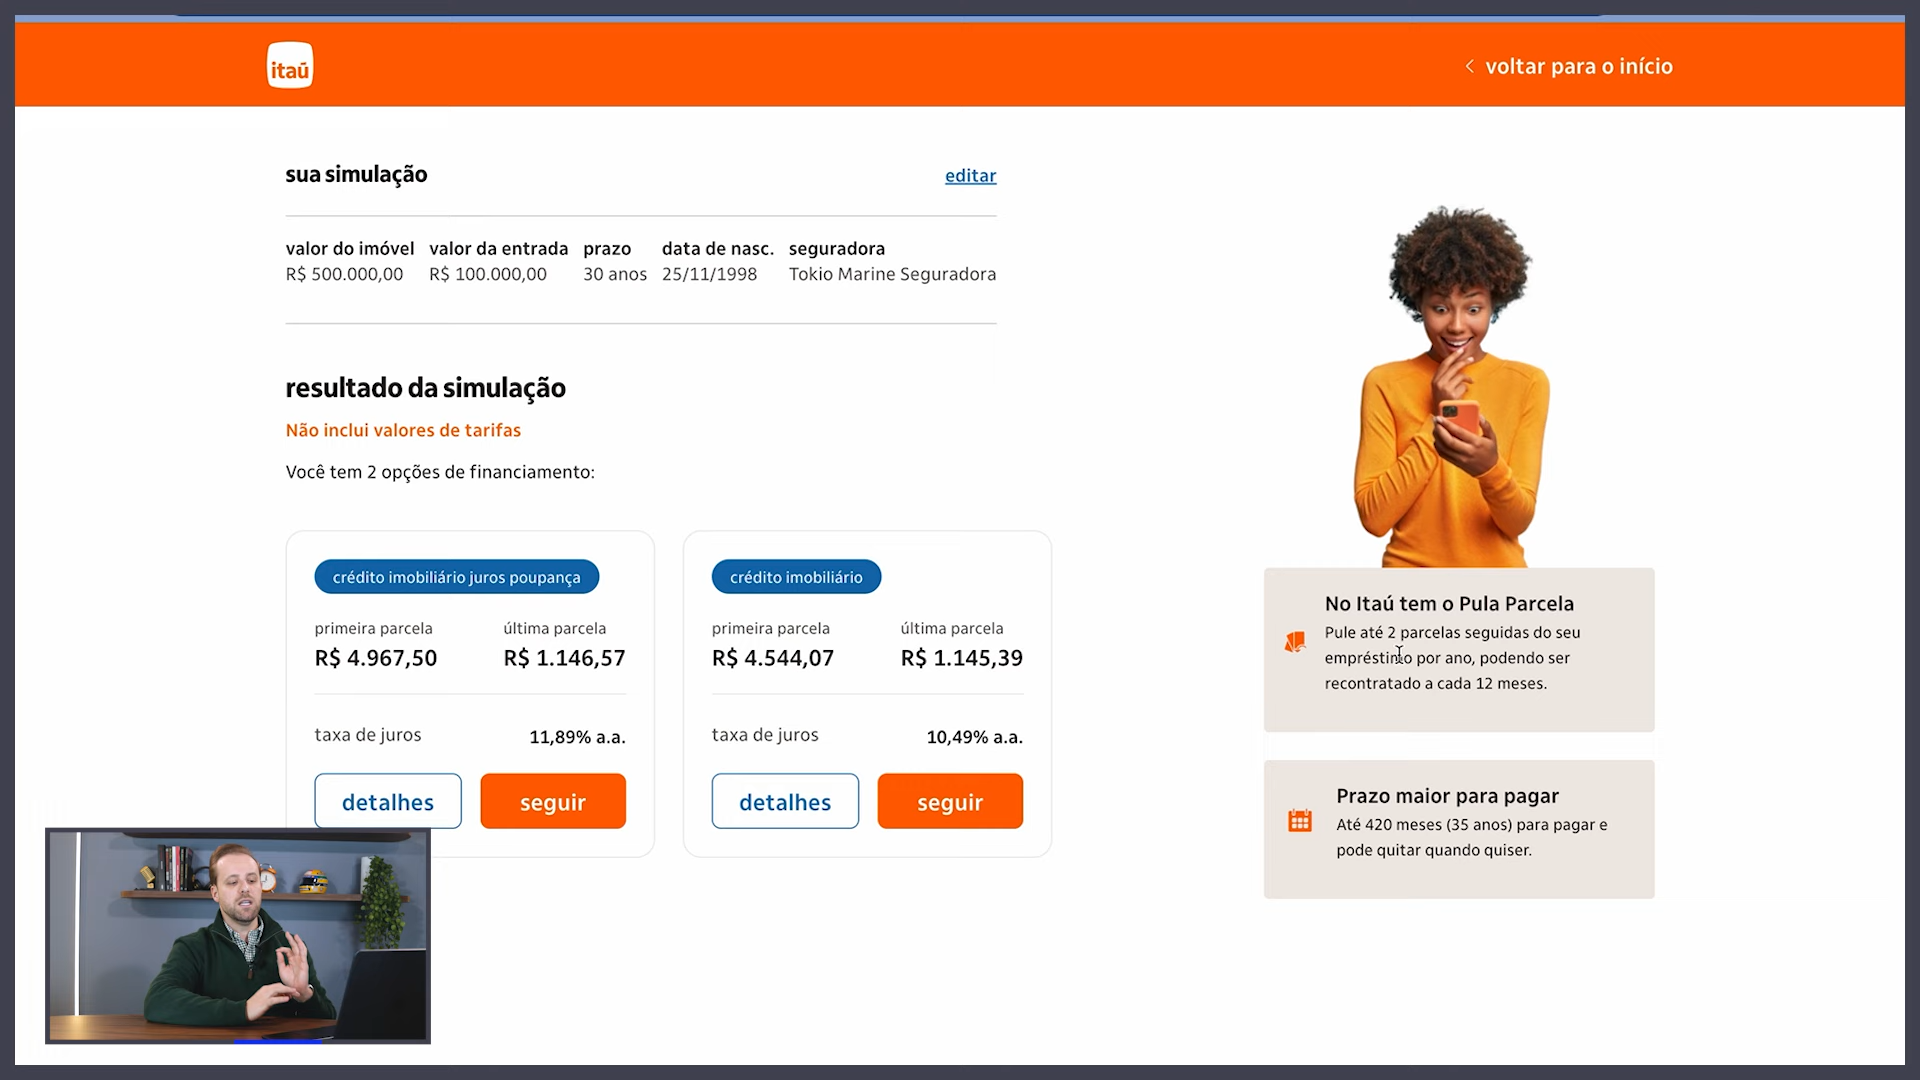 itaú
voltar para o início
sua simulação
editar
valor do imóvel valor da entrada prazo data de nasc. seguradora
R$ 500.000,00 R$ 100.000,00 30 anos 25/11/1998 Tokio Marine Seguradora
resultado da simulação
Não inclui valores de tarifas
Você tem 2 opções de financiamento:
crédito imobiliário juros poupança
primeira parcela última parcela
R$ 4.967,50 R$ 1.146,57
taxa de juros 11,89% a.a.
detalhes seguir
crédito imobiliário
primeira parcela última parcela
R$ 4.544,07 R$ 1.145,39
taxa de juros 10,49% a.a.
detalhes seguir
No Itaú tem o Pula Parcela
Pule até 2 parcelas seguidas do seu
empréstimo por ano, podendo ser
recontratado a cada 12 meses.
Prazo maior para pagar
Até 420 meses (35 anos) para pagar e
pode quitar quando quiser.